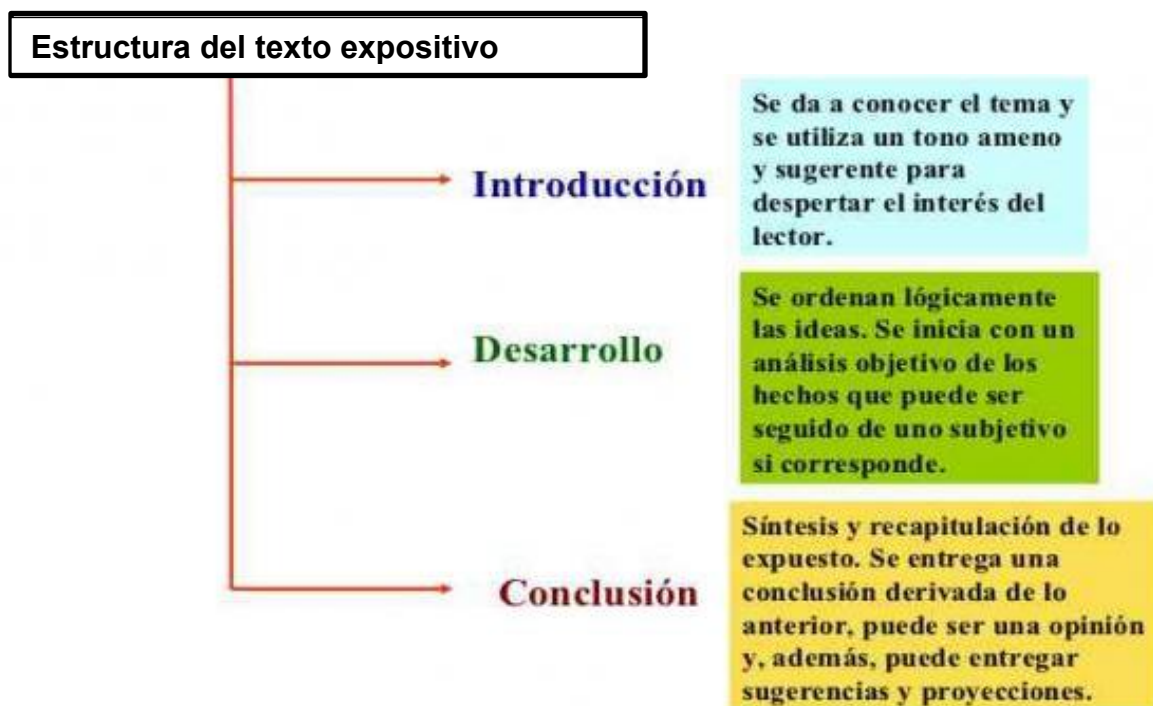 Estructura del texto expositivo
Introducción
Se da a conocer el tema y
se utiliza un tono ameno
y sugerente para
despertar el interés del
lector.
Desarrollo
Se ordenan lógicamente
las ideas. Se inicia con un
análisis objetivo de los
hechos que puede ser
seguido de uno subjetivo
si corresponde.
Conclusión
Síntesis y recapitulación de lo
expuesto. Se entrega una
conclusión derivada de lo
anterior, puede ser una opinión
y, además, puede entregar
sugerencias y proyecciones.